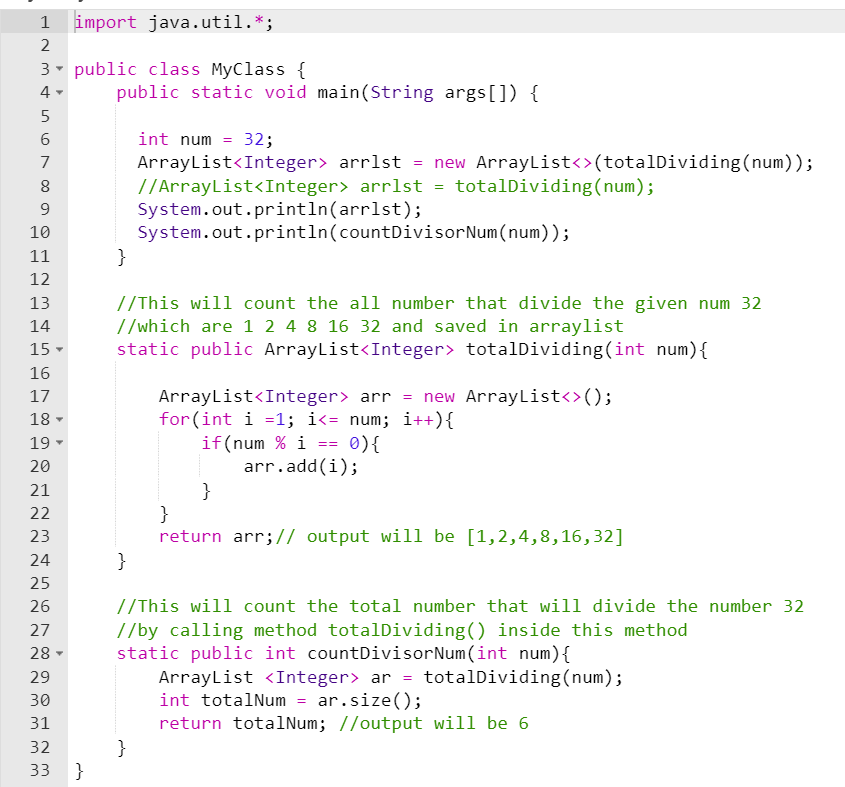 1 import java.util.*;
2
3 public class MyClass {
4 public static void main(String args[]) {
5
6 int num = 32;
7 ArrayList<Integer> arrlst = new ArrayList<>(totalDividing(num));
8 //ArrayList<Integer> arrlst = totalDividing(num);
9 System.out.println(arrlst);
10 System.out.println(countDivisorNum(num));
11 }
12
13 //This will count the all number that divide the given num 32
14 //which are 1 2 4 8 16 32 and saved in arraylist
15 static public ArrayList<Integer> totalDividing(int num){
16
17 ArrayList<Integer> arr = new ArrayList<>();
18 for(int i =1; i<= num; i++){
19 if(num % i == 0){
20 arr.add(i);
21 }
22 }
23 return arr;// output will be [1,2,4,8,16,32]
24 }
25
26 //This will count the total number that will divide the number 32
27 //by calling method totalDividing() inside this method
28 static public int countDivisorNum(int num){
29 ArrayList <Integer> ar = totalDividing(num);
30 int totalNum = ar.size();
31 return totalNum; //output will be 6
32 }
33 }